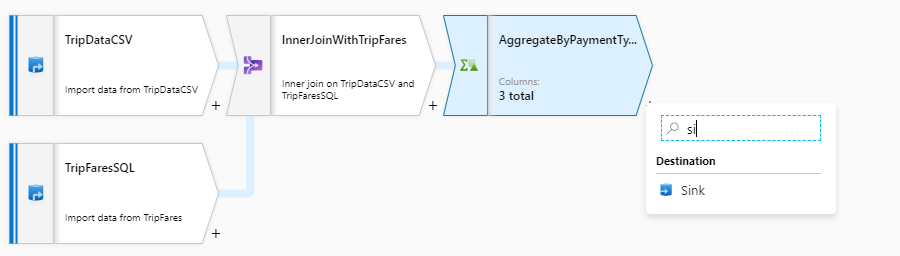 TripDataCSV
Import data from TripDataCSV
+
InnerJoinWithTripFares
Inner join on TripDataCSV and
TripFaresSQL
+
AggregateByPaymentTy...
Columns:
3 total
TripFaresSQL
Import data from TripFares
+
si
Destination
Sink